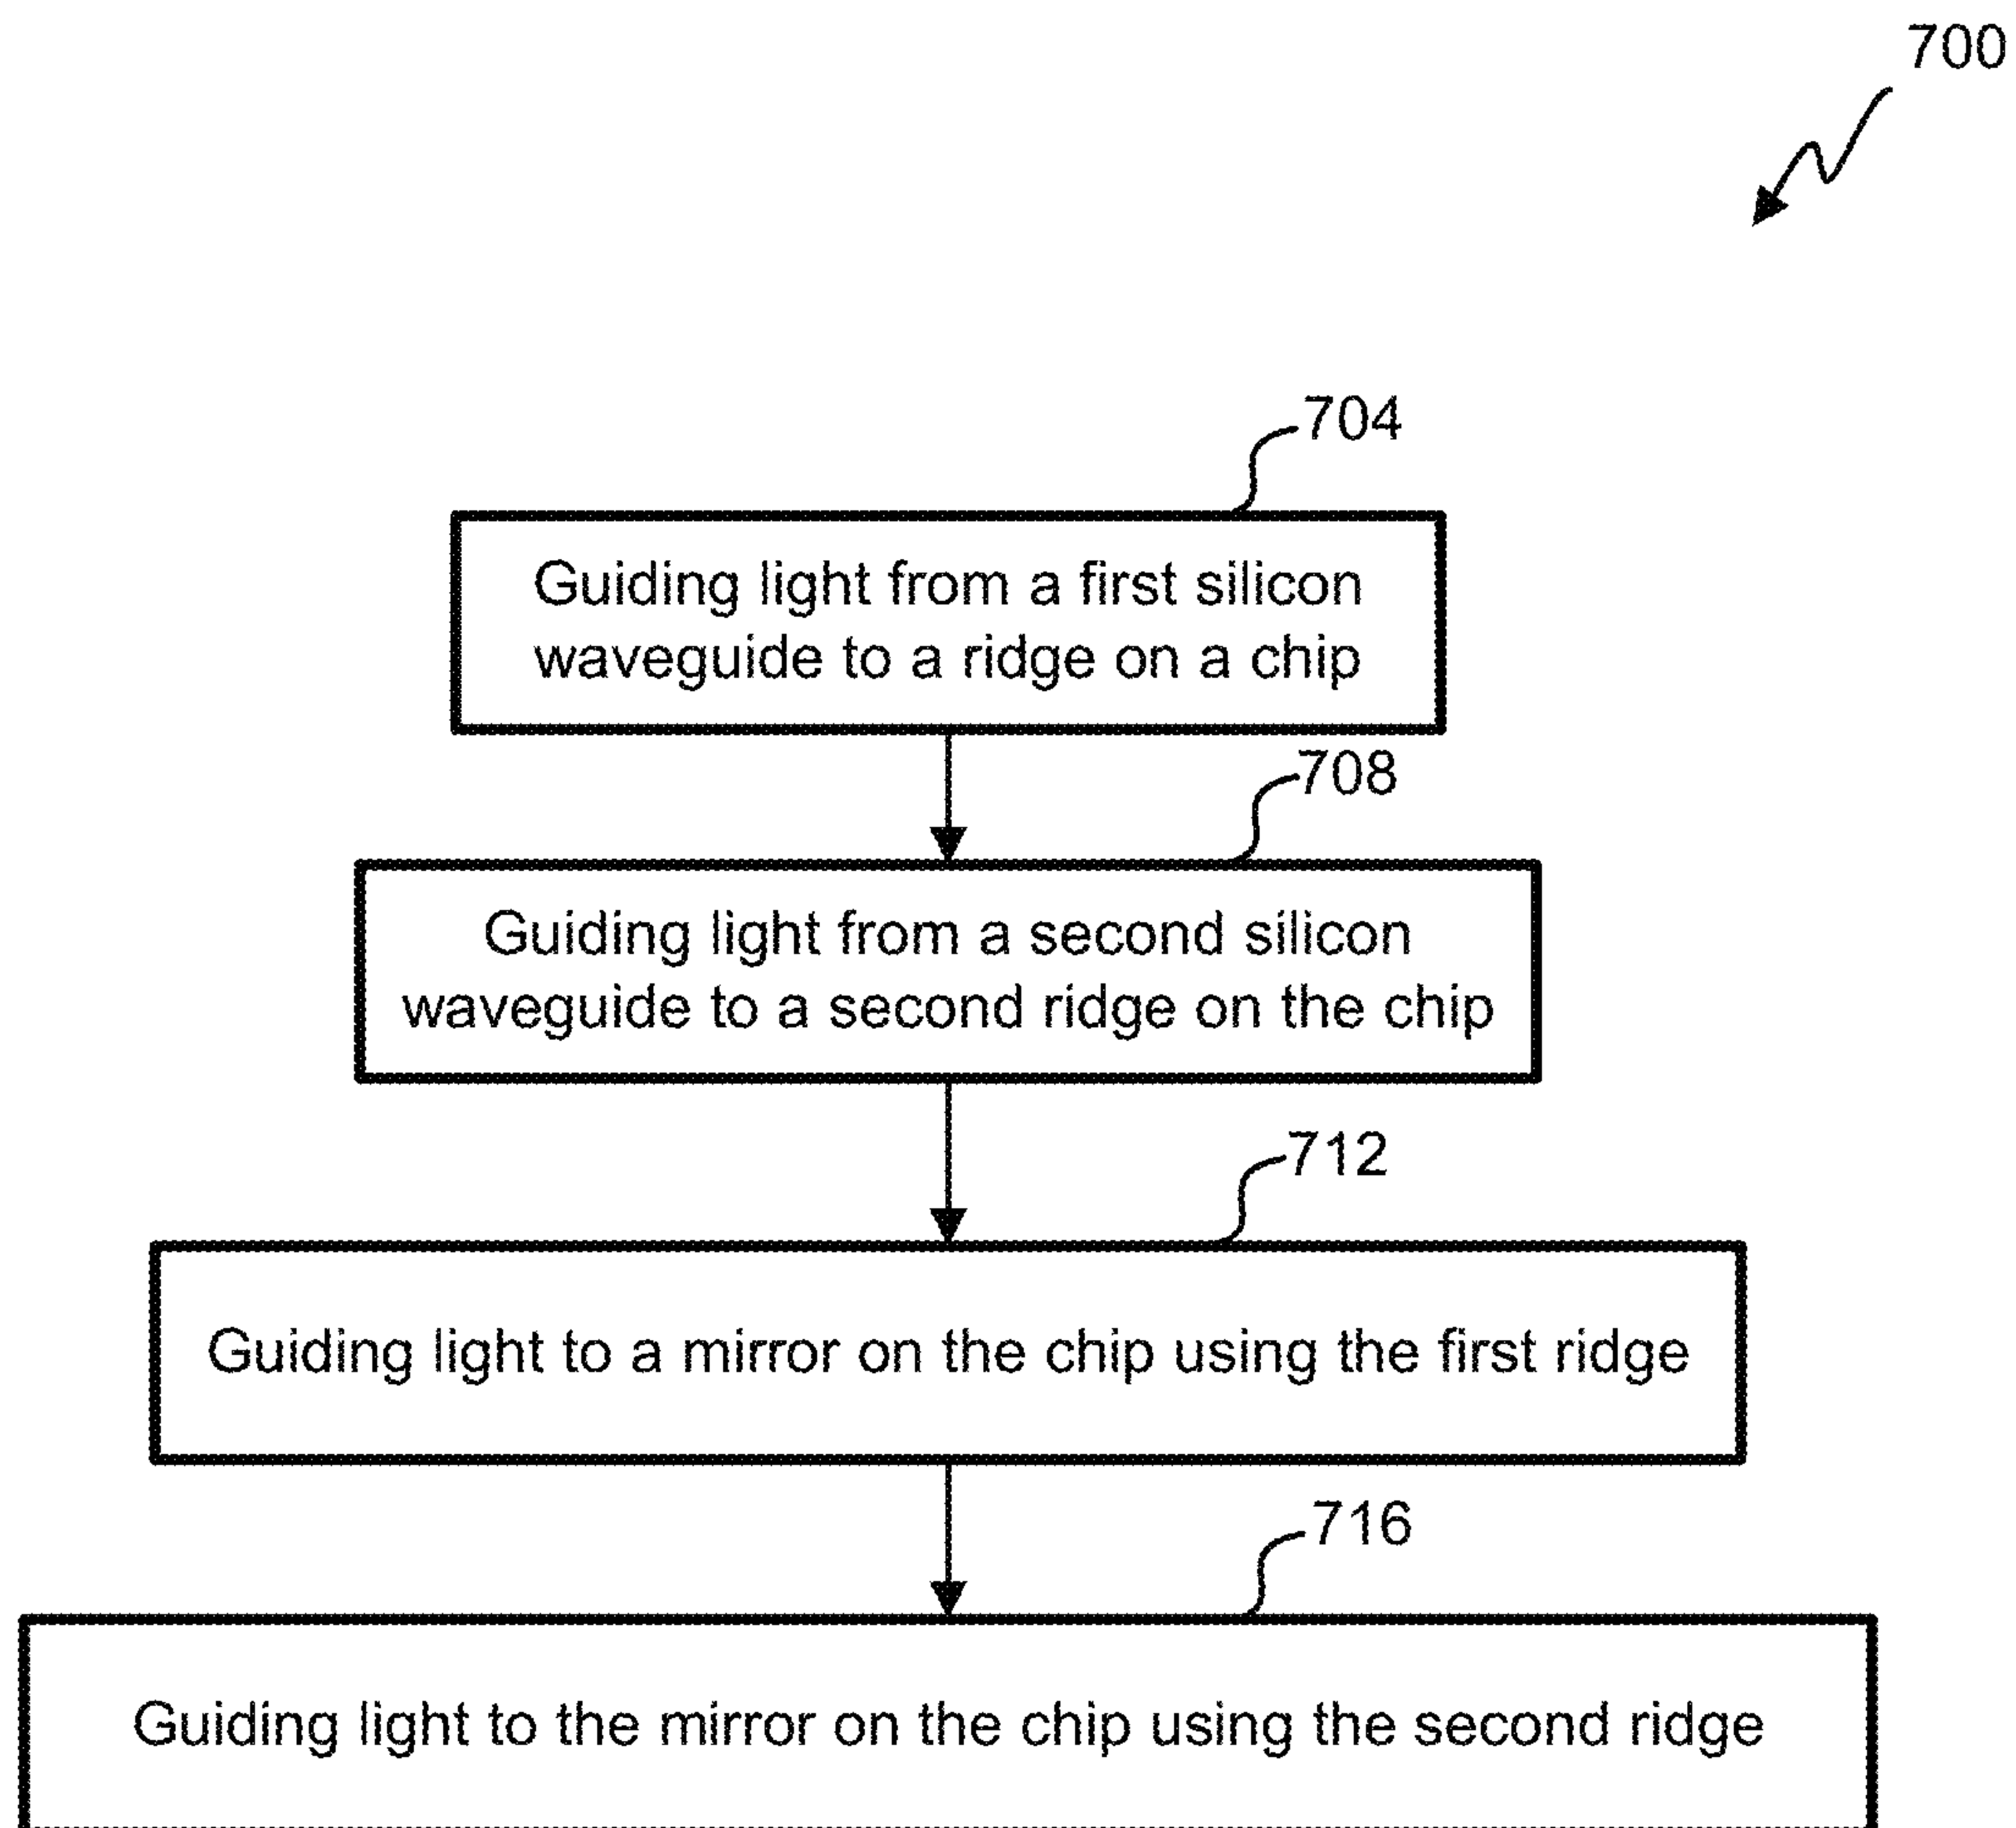 700
704
Guiding light from a first silicon
waveguide to a ridge on a chip
708
Guiding light from a second silicon
waveguide to a second ridge on the chip
712
Guiding light to a mirror on the chip using the first ridge
716
Guiding light to the mirror on the chip using the second ridge